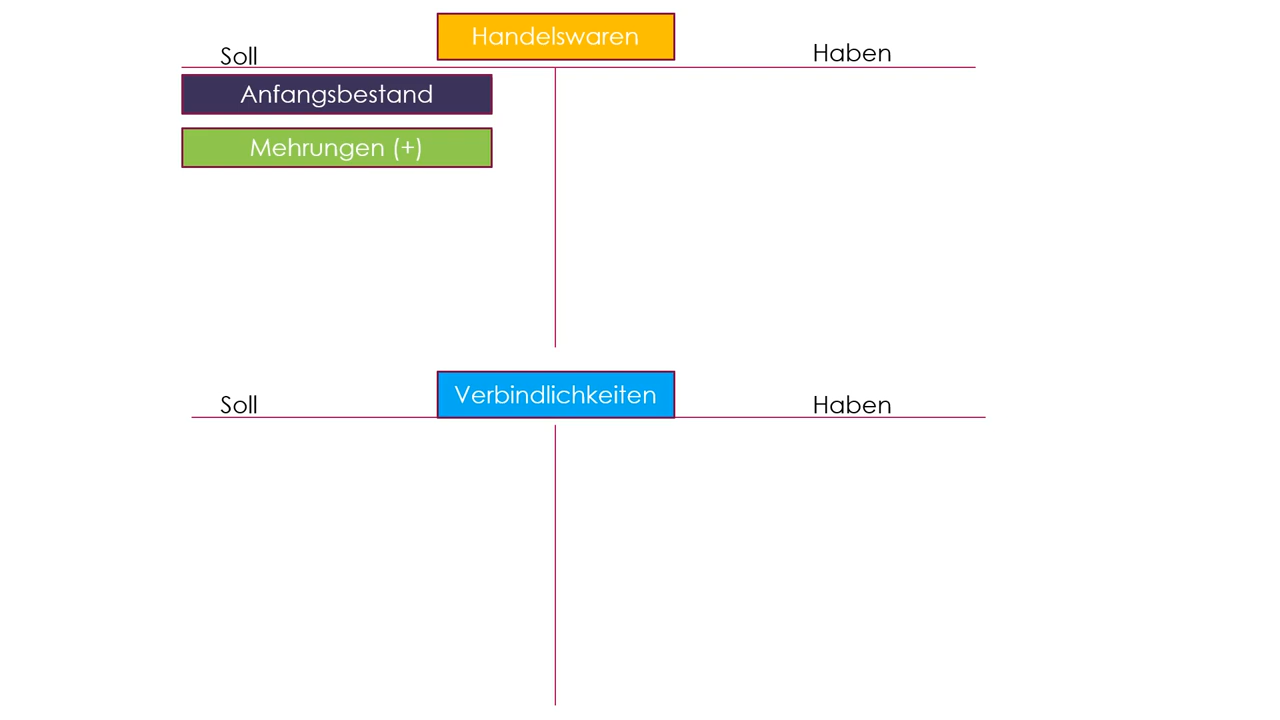 Handelswaren
Soll
Haben
Anfangsbestand
Mehrungen (+)
Verbindlichkeiten
Soll
Haben